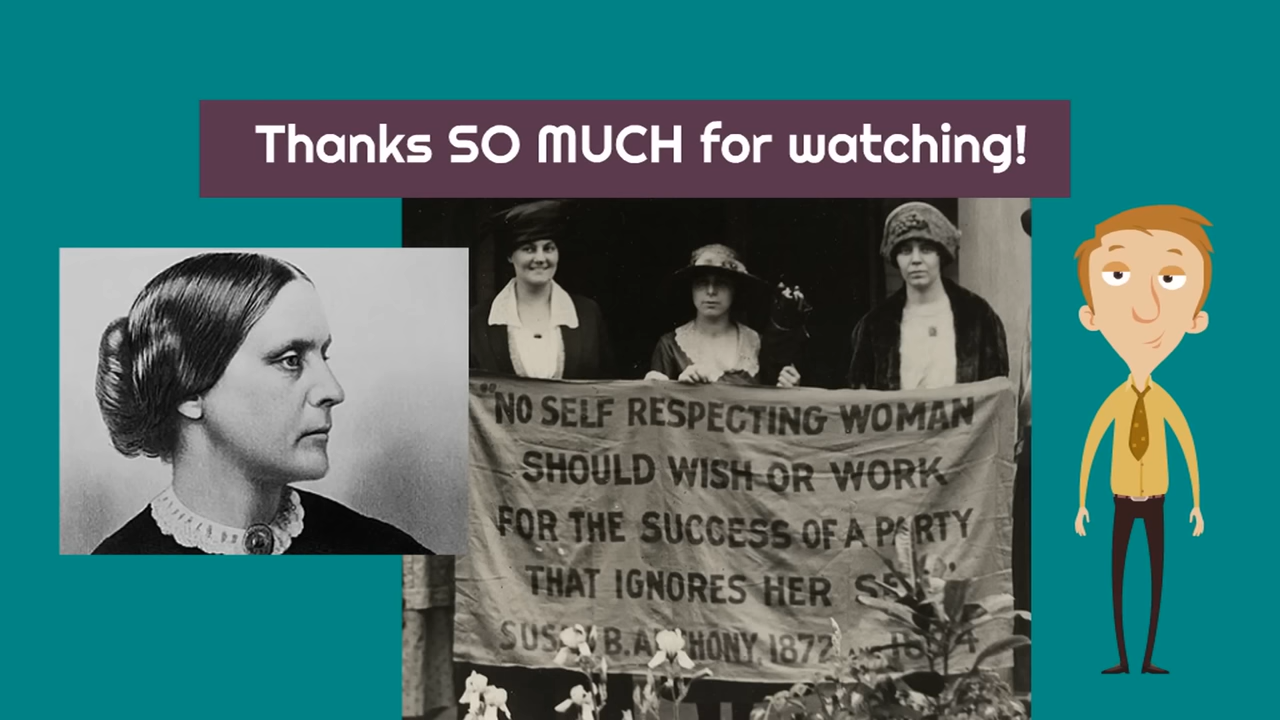 Thanks SO MUCH for watching!
"NO SELF RESPECTING WOMAN
SHOULD WISH OR WORK
FOR THE SUCCESS OF A PARTY
THAT IGNORES HER
B. 1872